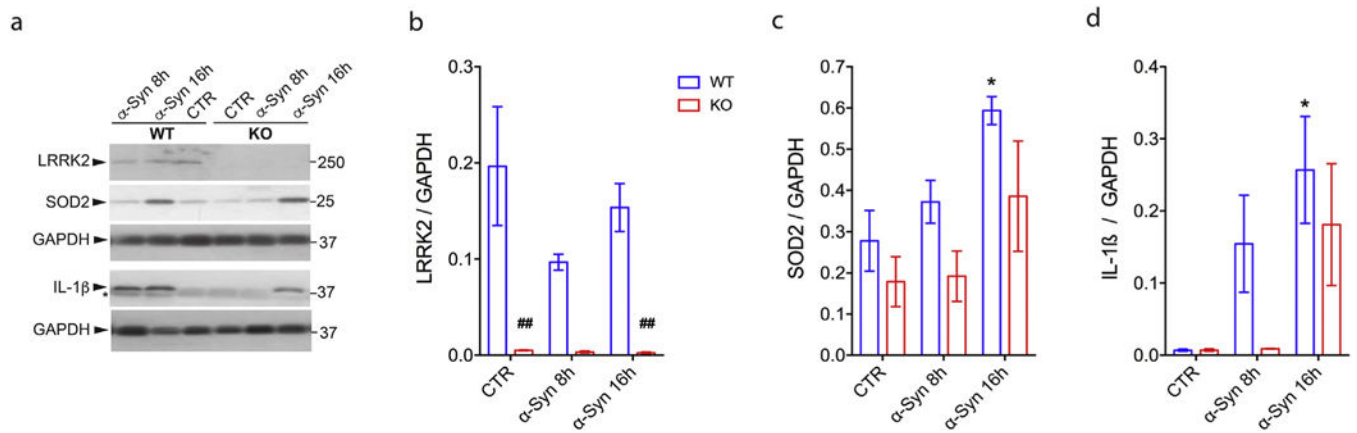 a
α-Syn 8h
α-Syn 16h
CTR
CTR
α-Syn 8h
α-Syn 16h
WT
KO
LRRK2
250
SOD2
25
GAPDH
37
IL-1β
37
*
GAPDH
37
b
LRRK2 / GAPDH
0.3
0.2
0.1
0.0
##
##
CTR
α-Syn 8h
α-Syn 16h
WT
KO
c
SOD2 / GAPDH
0.7
0.6
0.5
0.4
0.3
0.2
0.1
0.0
*
CTR
α-Syn 8h
α-Syn 16h
d
IL-1ß / GAPDH
0.4
0.3
0.2
0.1
0.0
*
CTR
α-Syn 8h
α-Syn 16h